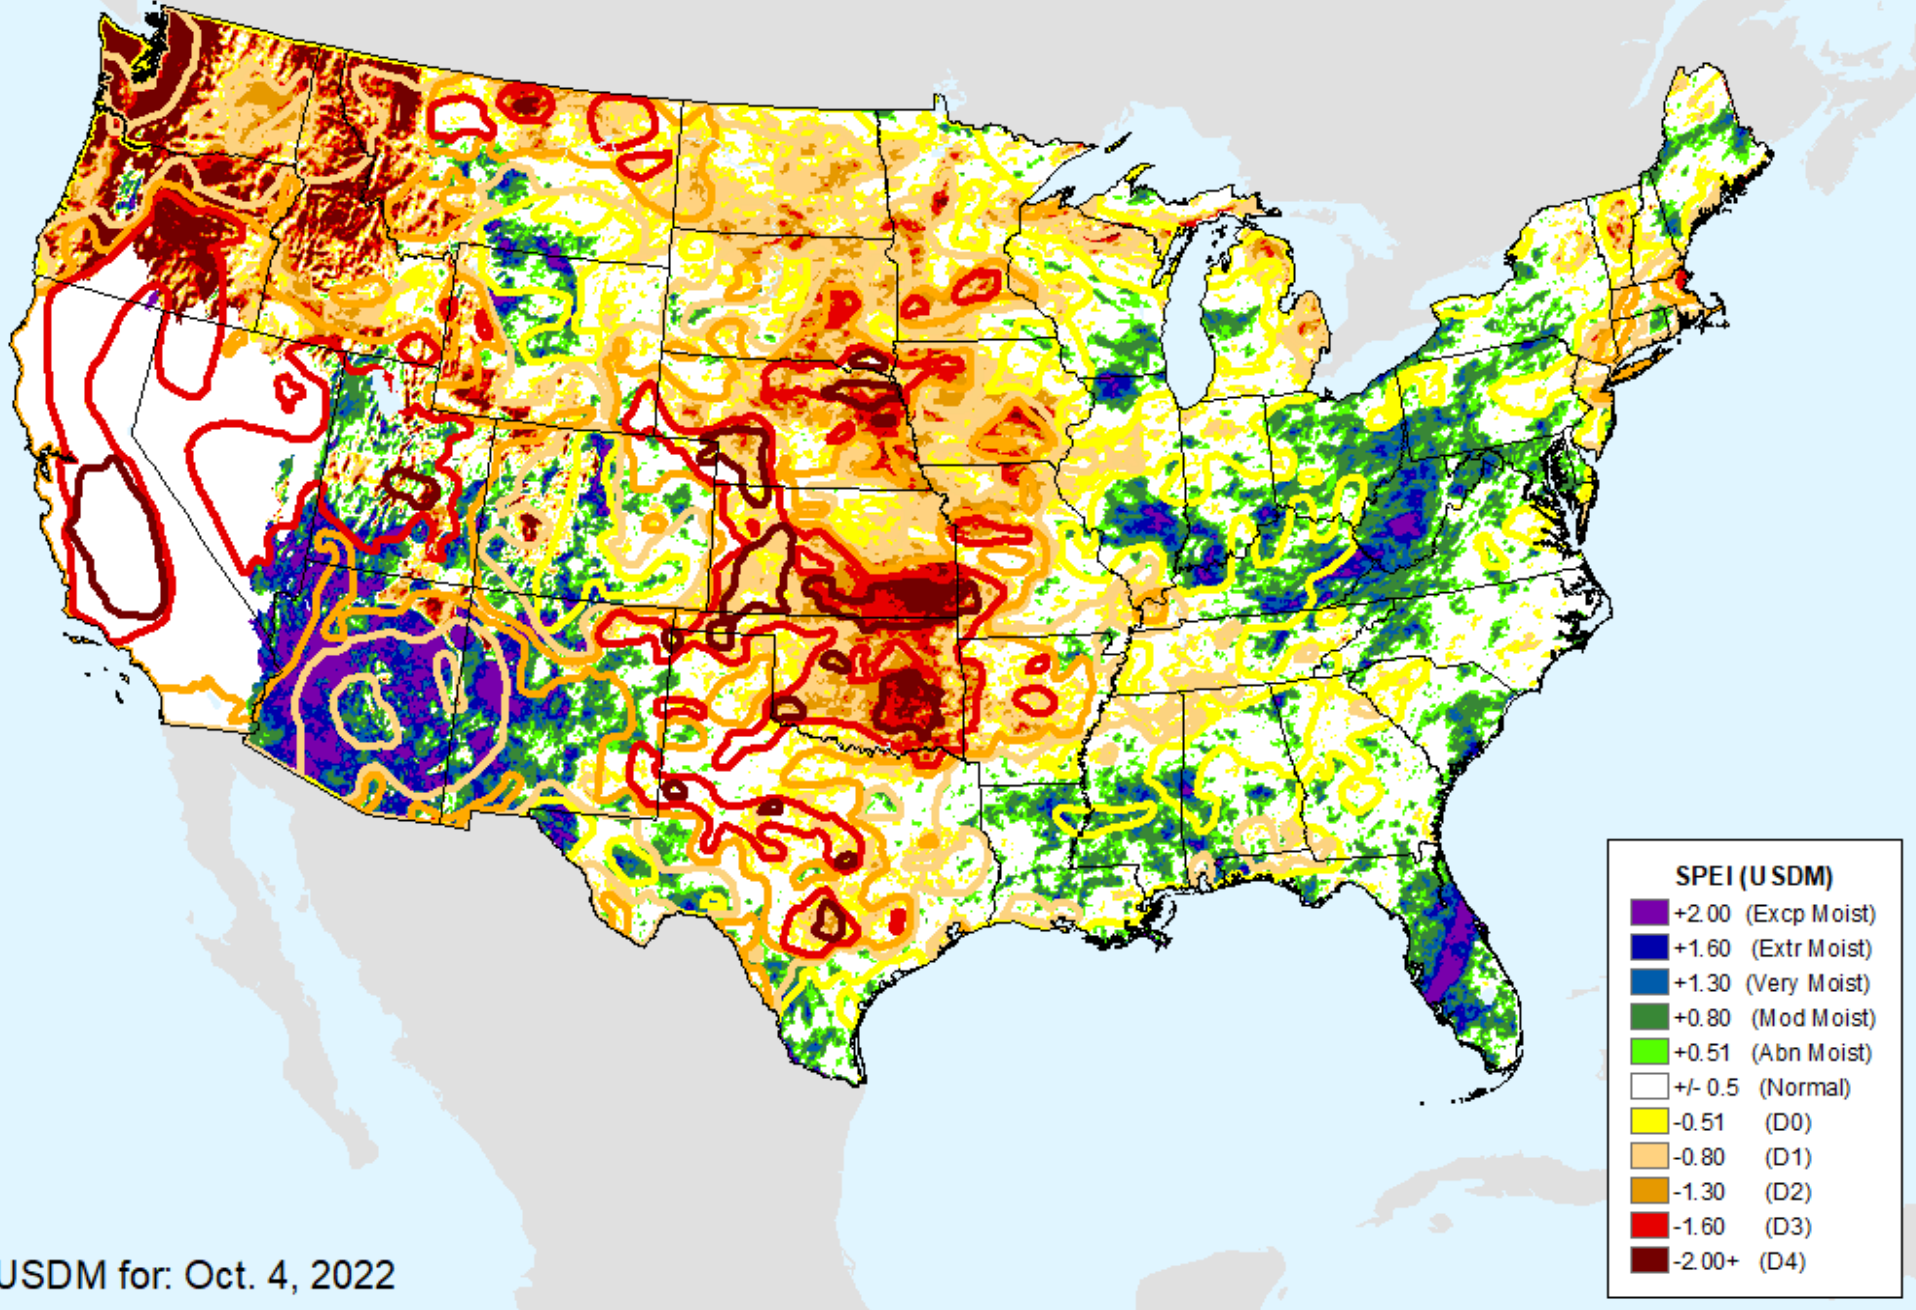 SPEI (USDM)
+2.00 (Excp Moist)
+1.60 (Extr Moist)
+1.30 (Very Moist)
+0.80 (Mod Moist)
+0.51 (Abn Moist)
+/- 0.5 (Normal)
-0.51 (D0)
-0.80 (D1)
-1.30 (D2)
-1.60 (D3)
-2.00+ (D4)
USDM for: Oct. 4, 2022